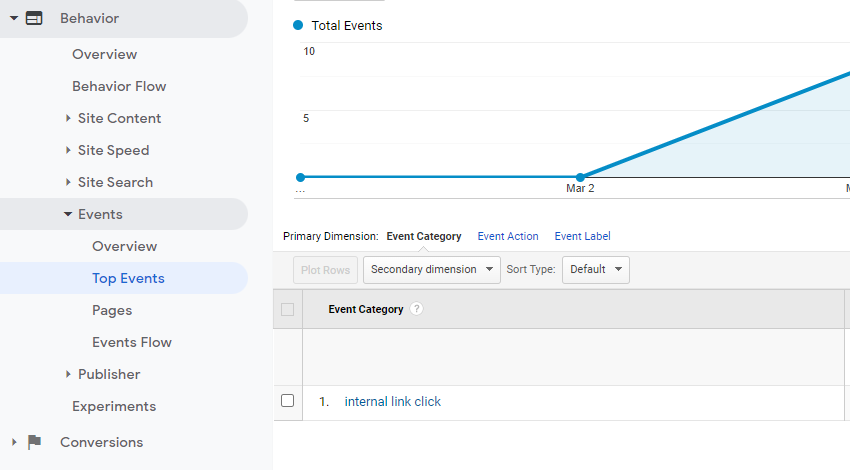 Behavior
Overview
Behavior Flow
Site Content
Site Speed
Site Search
Events
Overview
Top Events
Pages
Events Flow
Publisher
Experiments
Conversions
Total Events
10
5
...
Mar 2
Primary Dimension: Event Category Event Action Event Label
Plot Rows Secondary dimension Sort Type: Default
Event Category ?
1. internal link click